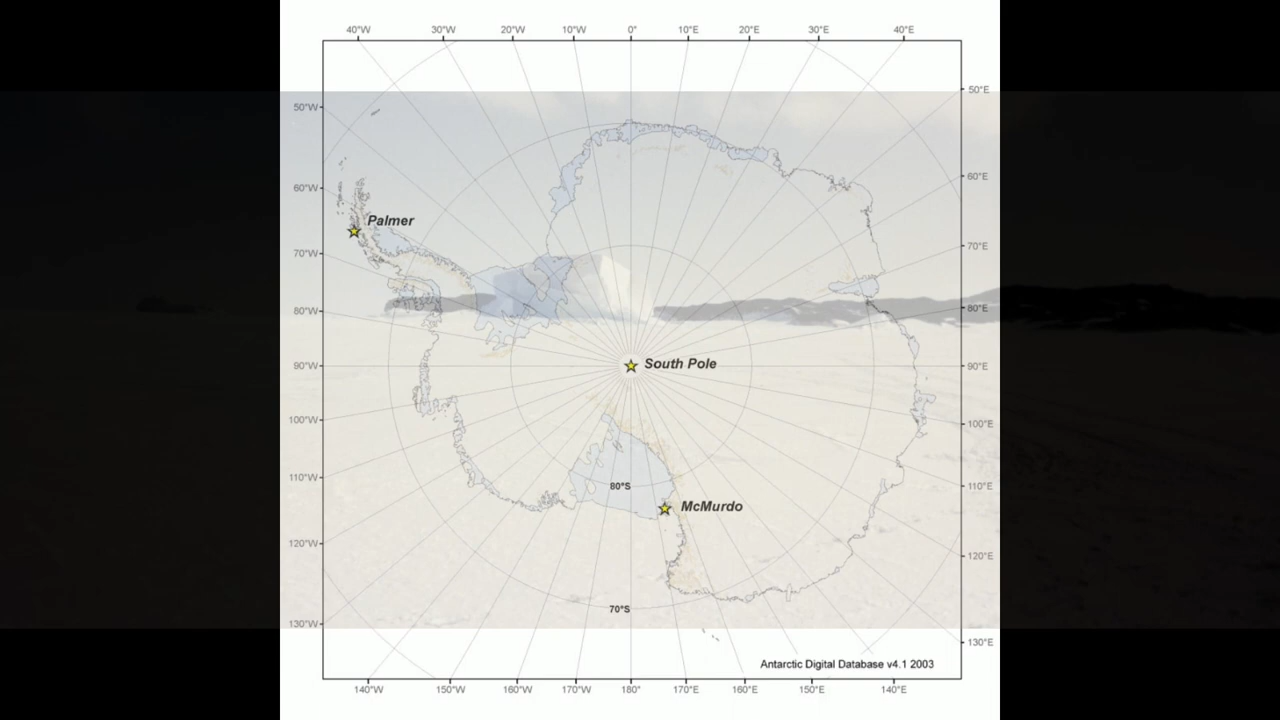 40°W 30°W 20°W 10°W 0° 10°E 20°E 30°E 40°E
50°E
50°W
60°E
60°W
Palmer
70°E
70°W
80°E
80°W
South Pole
90°W 90°E
100°W 100°E
110°W 80°S 110°E
McMurdo
120°W
120°E
70°S
130°W
130°E
Antarctic Digital Database v4.1 2003
140°W 150°W 160°W 170°W 180° 170°E 160°E 150°E 140°E